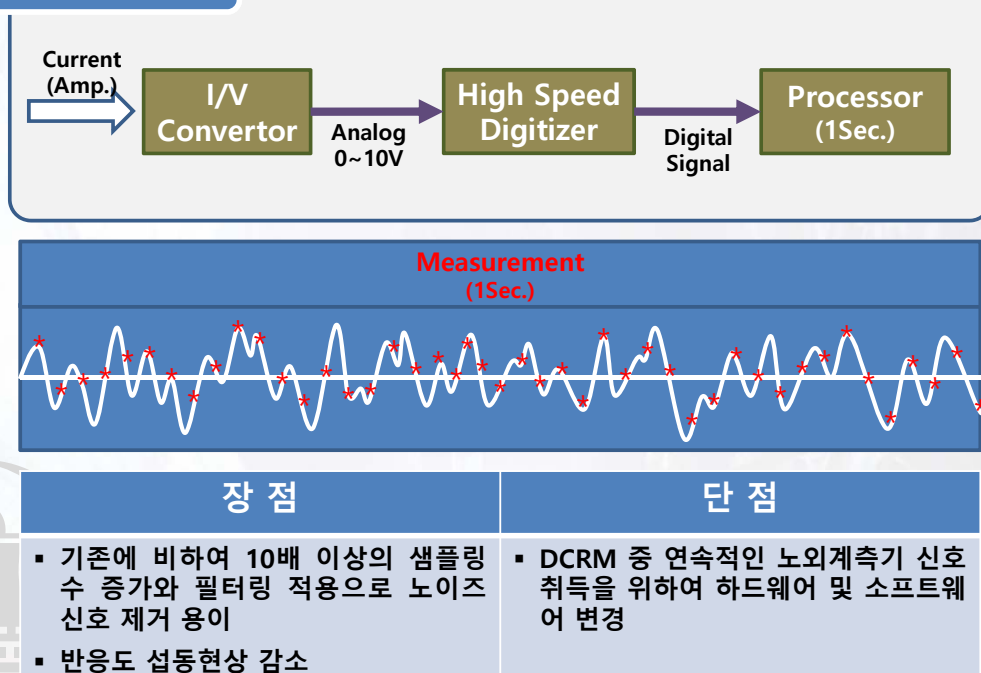 Current
(Amp.)
I/V
Convertor
Analog
0~10V
High Speed
Digitizer
Digital
Signal
Processor
(1Sec.)
Measurement
(1Sec.)
장 점
단 점
▪ 기존에 비하여 10배 이상의 샘플링
수 증가와 필터링 적용으로 노이즈
신호 제거 용이
▪ 반응도 섭동현상 감소
▪ DCRM 중 연속적인 노외계측기 신호
취득을 위하여 하드웨어 및 소프트웨
어 변경